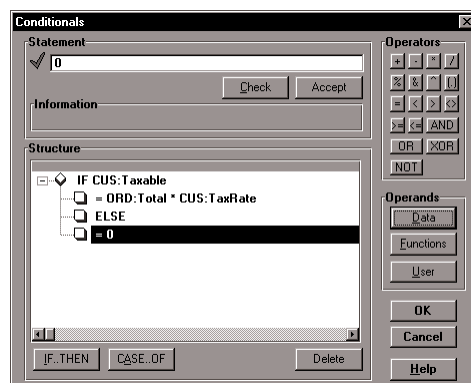 Conditionals
Statement
0
Check Accept
Information
Structure
IF CUS:Taxable
= ORD:Total * CUS:TaxRate
ELSE
= 0
IF..THEN CASE..OF Delete
Operators
+ - * /
% & ^ (,)
= < > <>
>= <= AND
OR XOR
NOT
Operands
Data
Functions
User
OK
Cancel
Help